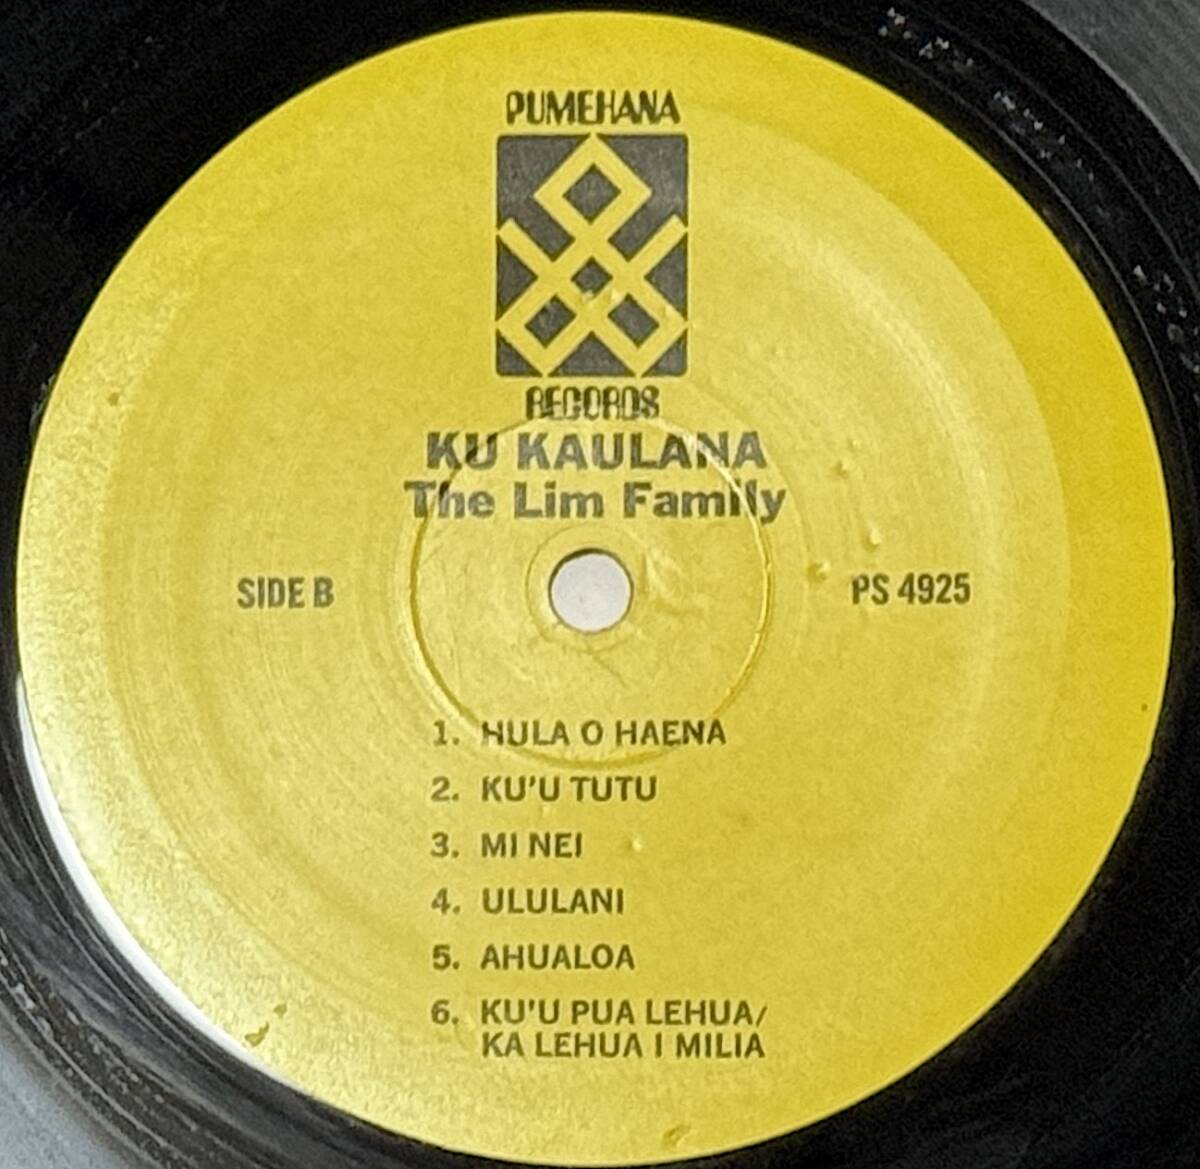 PUMEHANA
RECORDS
KU KAULANA
The Lim Family
SIDE B
PS 4925
1. HULA O HAENA
2. KU'U TUTU
3. MI NEI
4. ULULANI
5. AHUALOA
6. KU'U PUA LEHUA/
KA LEHUA I MILIA